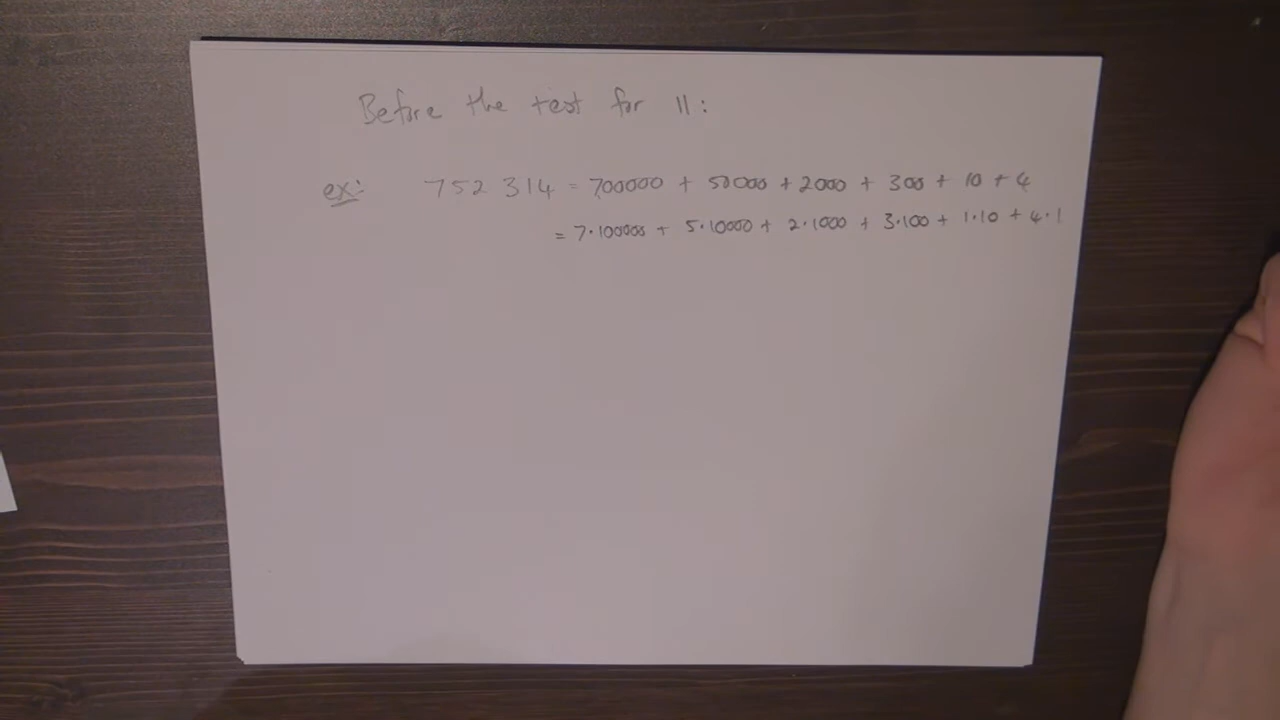 Before the test for 11:
ex: 752 314 = 700000 + 50000 + 2000 + 300 + 10 + 4
= 7·100000 + 5·10000 + 2·1000 + 3·100 + 1·10 + 4·1